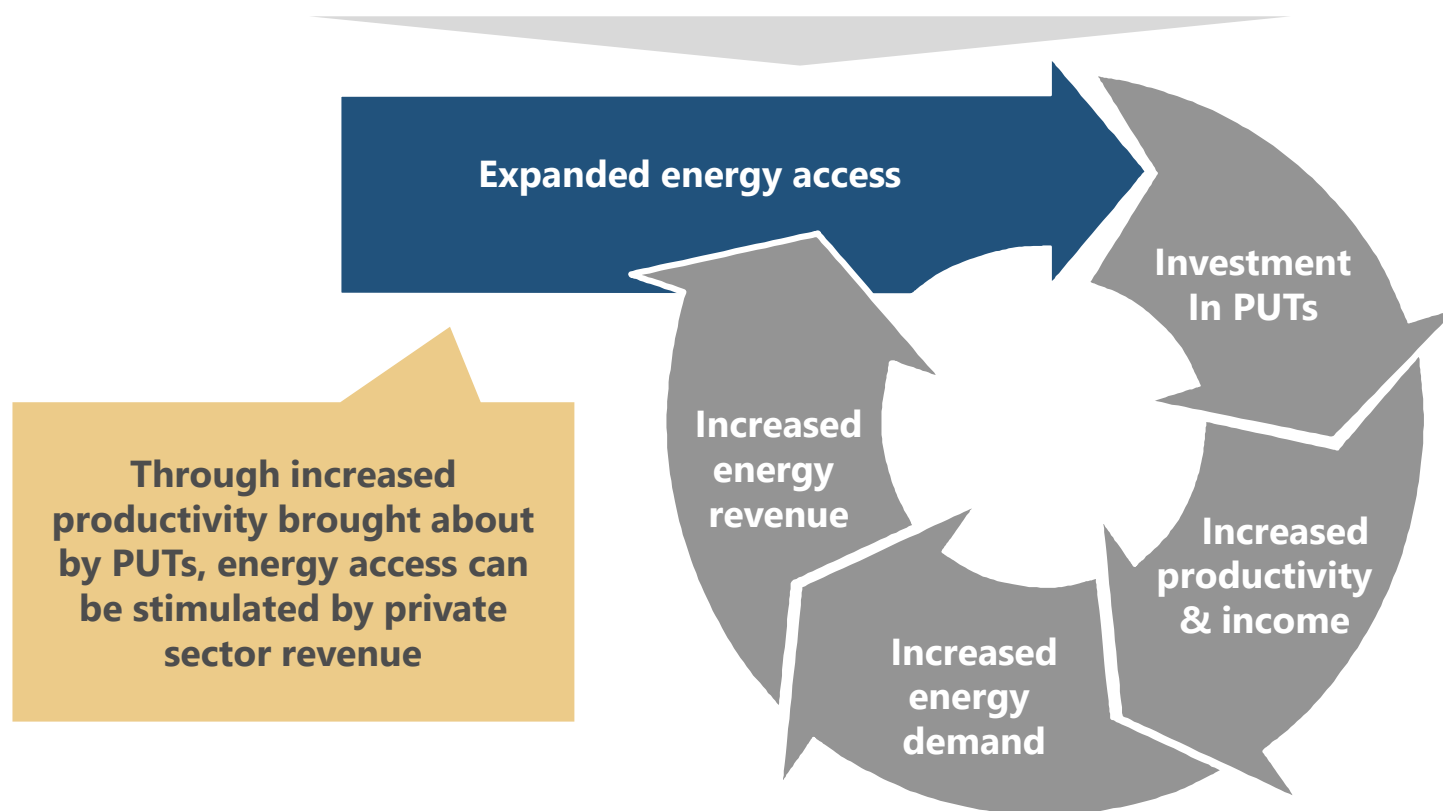 Expanded energy access
Investment
In PUTs
Increased
productivity
& income
Increased
energy
demand
Increased
energy
revenue
Through increased
productivity brought about
by PUTs, energy access can
be stimulated by private
sector revenue